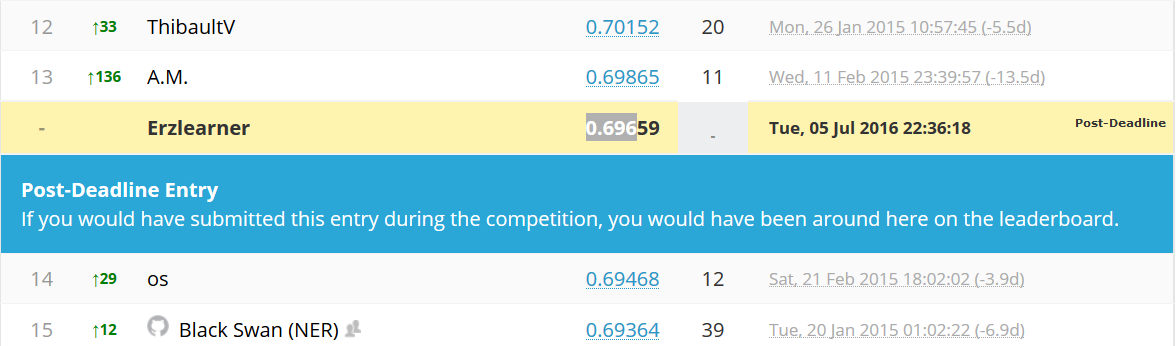 12 ↑33 ThibaultV 0.70152 20 Mon, 26 Jan 2015 10:57:45 (-5.5d)
13 ↑136 A.M. 0.69865 11 Wed, 11 Feb 2015 23:39:57 (-13.5d)
- Erzlearner 0.69659 - Tue, 05 Jul 2016 22:36:18 Post-Deadline
Post-Deadline Entry
If you would have submitted this entry during the competition, you would have been around here on the leaderboard.
14 ↑29 os 0.69468 12 Sat, 21 Feb 2015 18:02:02 (-3.9d)
15 ↑12 Black Swan (NER) 0.69364 39 Tue, 20 Jan 2015 01:02:22 (-6.9d)